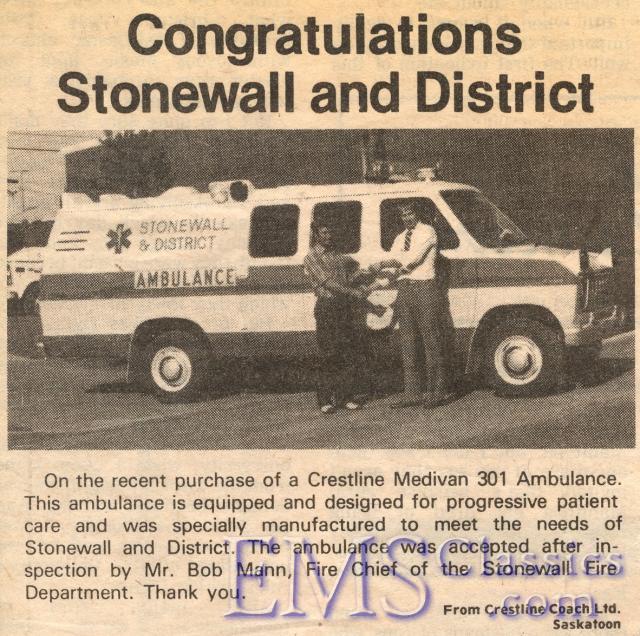 Congratulations
Stonewall and District
STONEWALL
& DISTRICT
AMBULANCE
On the recent purchase of a Crestline Medivan 301 Ambulance.
This ambulance is equipped and designed for progressive patient
care and was specially manufactured to meet the needs of
Stonewall and District. The ambulance was accepted after in-
spection by Mr. Bob Mann, Fire Chief of the Stonewall Fire
Department. Thank you.
From Crestline Coach Ltd.
Saskatoon
EMSClassics
.com